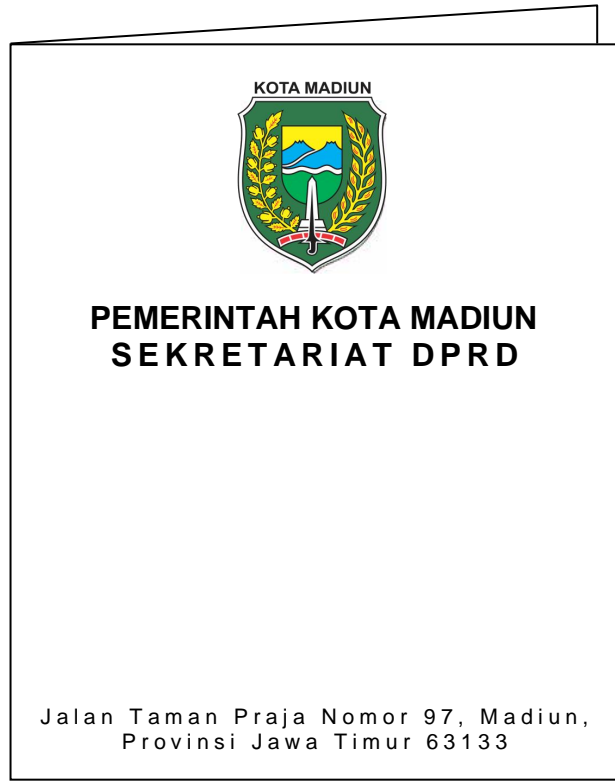 KOTA MADIUN
PEMERINTAH KOTA MADIUN
SEKRETARIAT DPRD
Jalan Taman Praja Nomor 97, Madiun,
Provinsi Jawa Timur 63133